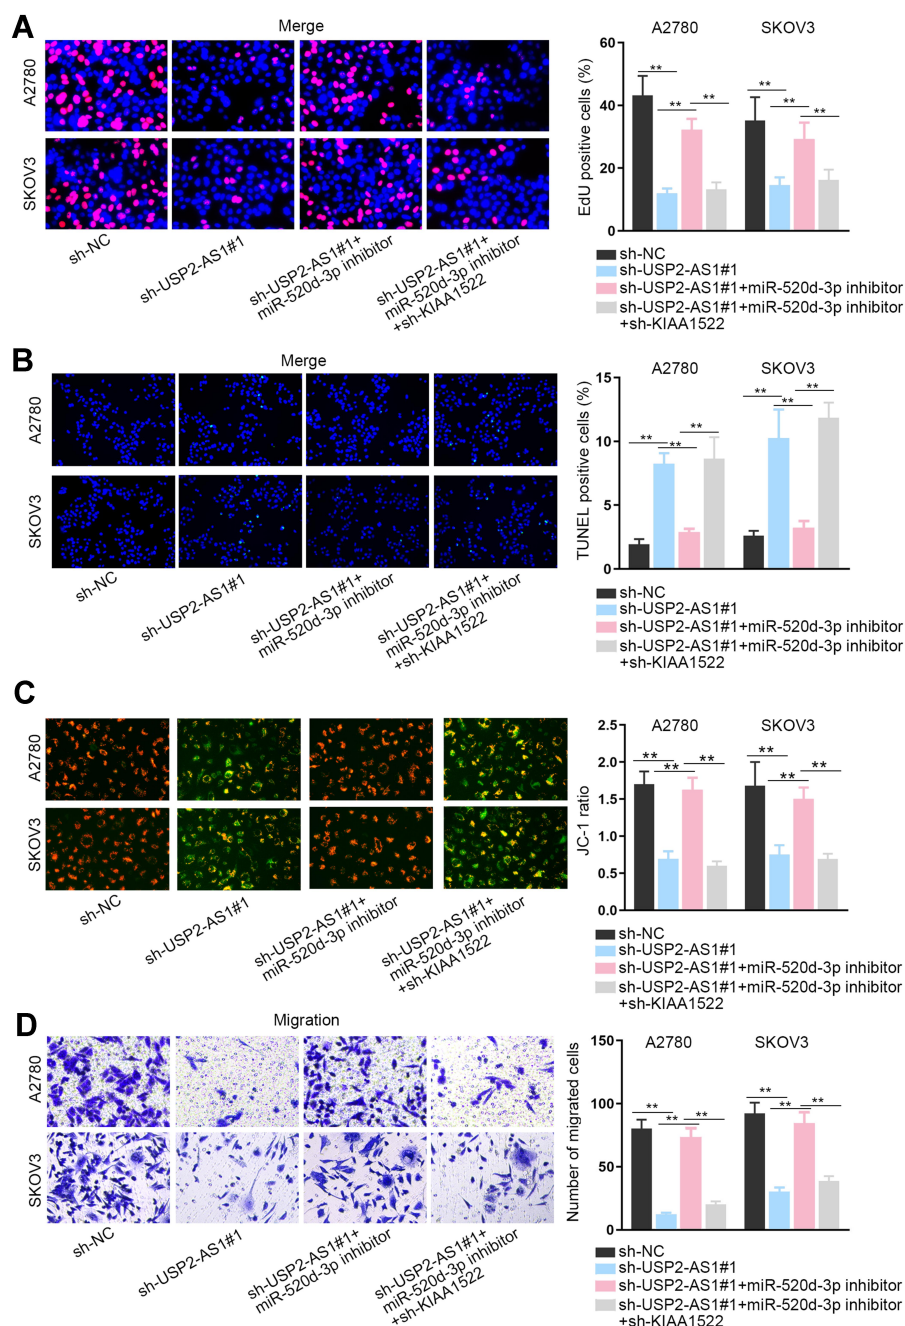 A
Merge
A2780
SKOV3
sh-NC
sh-USP2-AS1#1
sh-USP2-AS1#1+
miR-520d-3p inhibitor
sh-USP2-AS1#1+
miR-520d-3p inhibitor
+sh-KIAA1522
A2780
SKOV3
EdU positive cells (%)
60
40
20
0
**
**
**
**
**
**
sh-NC
sh-USP2-AS1#1
sh-USP2-AS1#1+miR-520d-3p inhibitor
sh-USP2-AS1#1+miR-520d-3p inhibitor
+sh-KIAA1522
B
Merge
A2780
SKOV3
sh-NC
sh-USP2-AS1#1
sh-USP2-AS1#1+
miR-520d-3p inhibitor
sh-USP2-AS1#1+
miR-520d-3p inhibitor
+sh-KIAA1522
A2780
SKOV3
TUNEL positive cells (%)
15
10
5
0
**
**
**
**
**
**
sh-NC
sh-USP2-AS1#1
sh-USP2-AS1#1+miR-520d-3p inhibitor
sh-USP2-AS1#1+miR-520d-3p inhibitor
+sh-KIAA1522
C
A2780
SKOV3
sh-NC
sh-USP2-AS1#1
sh-USP2-AS1#1+
miR-520d-3p inhibitor
sh-USP2-AS1#1+
miR-520d-3p inhibitor
+sh-KIAA1522
A2780
SKOV3
JC-1 ratio
2.5
2.0
1.5
1.0
0.5
0.0
**
**
**
**
**
**
sh-NC
sh-USP2-AS1#1
sh-USP2-AS1#1+miR-520d-3p inhibitor
sh-USP2-AS1#1+miR-520d-3p inhibitor
+sh-KIAA1522
D
Migration
A2780
SKOV3
sh-NC
sh-USP2-AS1#1
sh-USP2-AS1#1+
miR-520d-3p inhibitor
sh-USP2-AS1#1+
miR-520d-3p inhibitor
+sh-KIAA1522
A2780
SKOV3
Number of migrated cells
150
100
50
0
**
**
**
**
**
**
sh-NC
sh-USP2-AS1#1
sh-USP2-AS1#1+miR-520d-3p inhibitor
sh-USP2-AS1#1+miR-520d-3p inhibitor
+sh-KIAA1522